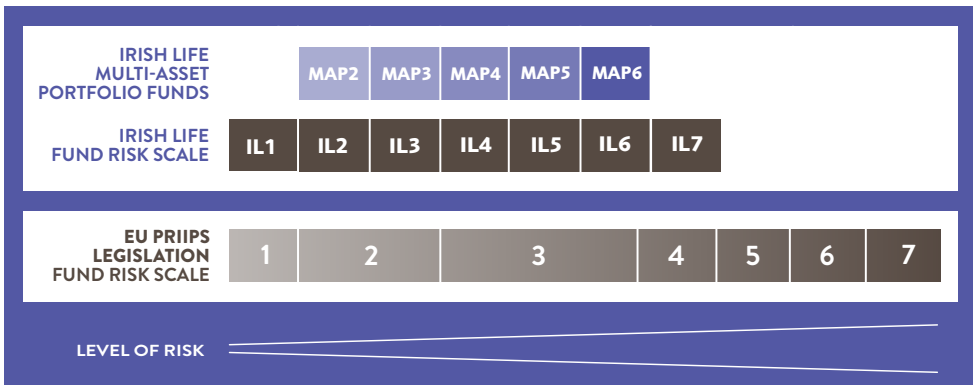 IRISH LIFE
MULTI-ASSET
PORTFOLIO FUNDS
MAP2 MAP3 MAP4 MAP5 MAP6
IRISH LIFE
FUND RISK SCALE
IL1 IL2 IL3 IL4 IL5 IL6 IL7
EU PRIIPS
LEGISLATION
FUND RISK SCALE
1 2 3 4 5 6 7
LEVEL OF RISK